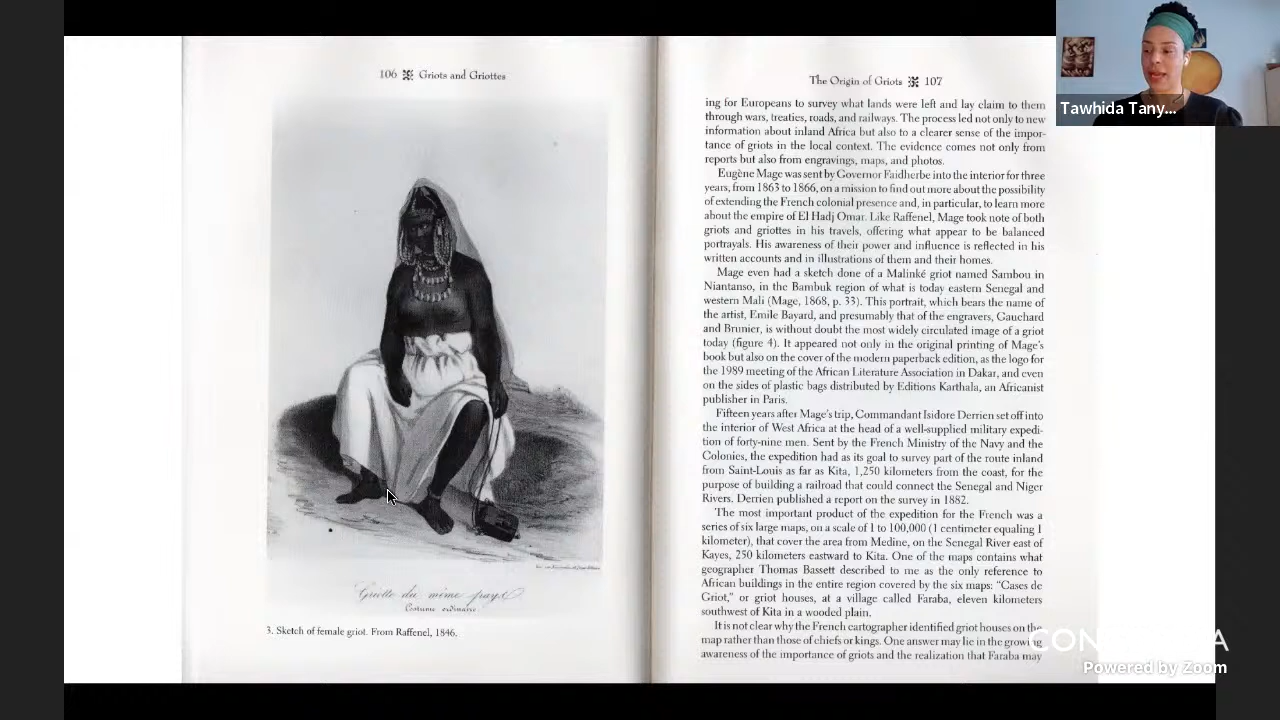 106 ※ Griots and Griottes
Griotte du même pays.
Costume ordinaire.
3. Sketch of female griot. From Raffenel, 1846.
The Origin of Griots ※ 107
ing for Europeans to survey what lands were left and lay claim to them
through wars, treaties, roads, and railways. The process led not only to new
information about inland Africa but also to a clearer sense of the impor-
tance of griots in the local context. The evidence comes not only from
reports but also from engravings, maps, and photos.
Eugène Mage was sent by Governor Faidherbe into the interior for three
years, from 1863 to 1866, on a mission to find out more about the possibility
of extending the French colonial presence and, in particular, to learn more
about the empire of El Hadj Omar. Like Raffenel, Mage took note of both
griots and griottes in his travels, offering what appear to be balanced
portrayals. His awareness of their power and influence is reflected in his
written accounts and in illustrations of them and their homes.
Mage even had a sketch done of a Malinké griot named Sambou in
Niantanso, in the Bambuk region of what is today eastern Senegal and
western Mali (Mage, 1868, p. 33). This portrait, which bears the name of
the artist, Emile Bayard, and presumably that of the engravers, Gauchard
and Brunier, is without doubt the most widely circulated image of a griot
today (figure 4). It appeared not only in the original printing of Mage's
book but also on the cover of the modern paperback edition, as the logo for
the 1989 meeting of the African Literature Association in Dakar, and even
on the sides of plastic bags distributed by Editions Karthala, an Africanist
publisher in Paris.
Fifteen years after Mage's trip, Commandant Isidore Derrien set off into
the interior of West Africa at the head of a well-supplied military expedi-
tion of forty-nine men. Sent by the French Ministry of the Navy and the
Colonies, the expedition had as its goal to survey part of the route inland
from Saint-Louis as far as Kita, 1,250 kilometers from the coast, for the
purpose of building a railroad that could connect the Senegal and Niger
Rivers. Derrien published a report on the survey in 1882.
The most important product of the expedition for the French was a
series of six large maps, on a scale of 1 to 100,000 (1 centimeter equaling 1
kilometer), that cover the area from Medine, on the Senegal River east of
Kayes, 250 kilometers eastward to Kita. One of the maps contains what
geographer Thomas Bassett described to me as the only reference to
African buildings in the entire region covered by the six maps: "Cases de
Griot," or griot houses, at a village called Faraba, eleven kilometers
southwest of Kita in a wooded plain.
It is not clear why the French cartographer identified griot houses on the
map rather than those of chiefs or kings. One answer may lie in the growing
awareness of the importance of griots and the realization that Faraba may
Tawhida Tany...
Powered by Zoom